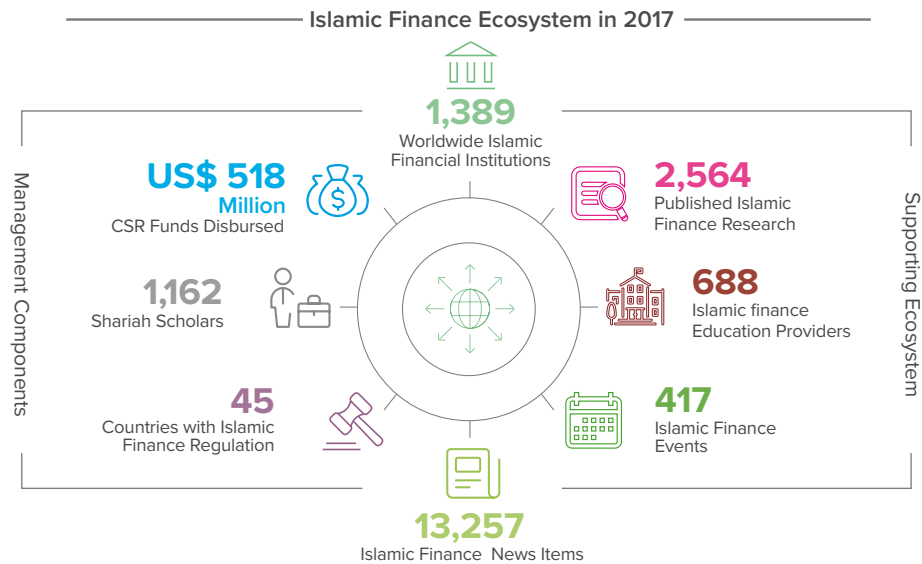 Islamic Finance Ecosystem in 2017
1,389
Worldwide Islamic
Financial Institutions
Management Components
US$ 518
Million
CSR Funds Disbursed
1,162
Shariah Scholars
45
Countries with Islamic
Finance Regulation
2,564
Published Islamic
Finance Research
688
Islamic finance
Education Providers
417
Islamic Finance
Events
Supporting Ecosystem
13,257
Islamic Finance News Items